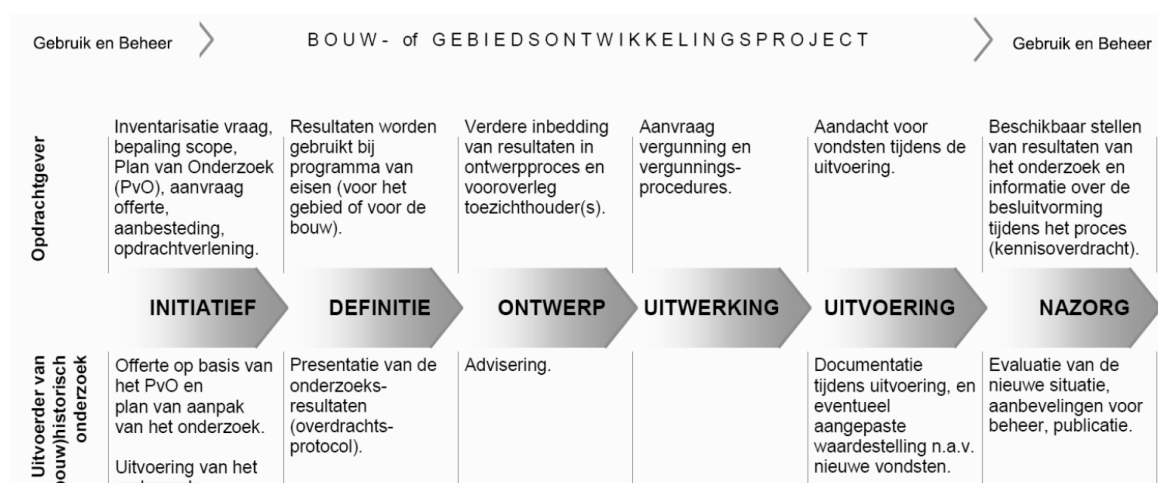 Gebruik en Beheer
BOUW- of GEBIEDSONTWIKKELINGSPROJECT
Gebruik en Beheer
Opdrachtgever
Inventarisatie vraag,
bepaling scope,
Plan van Onderzoek
(PvO), aanvraag
offerte,
aanbesteding,
opdrachtverlening.
Resultaten worden
gebruikt bij
programma van
eisen (voor het
gebied of voor de
bouw).
Verdere inbedding
van resultaten in
ontwerpproces en
vooroverleg
toezichthouder(s).
Aanvraag
vergunning en
vergunnings-
procedures.
Aandacht voor
vondsten tijdens de
uitvoering.
Beschikbaar stellen
van resultaten van
het onderzoek en
informatie over de
besluitvorming
tijdens het proces
(kennisoverdracht).
INITIATIEF
DEFINITIE
ONTWERP
UITWERKING
UITVOERING
NAZORG
Uitvoerder van
bouw)historisch
onderzoek
Offerte op basis van
het PvO en
plan van aanpak
van het onderzoek.
Uitvoering van het
Presentatie van de
onderzoeks-
resultaten
(overdrachts-
protocol).
Advisering.
Documentatie
tijdens uitvoering, en
eventueel
aangepaste
waardestelling n.a.v.
nieuwe vondsten.
Evaluatie van de
nieuwe situatie,
aanbevelingen voor
beheer, publicatie.